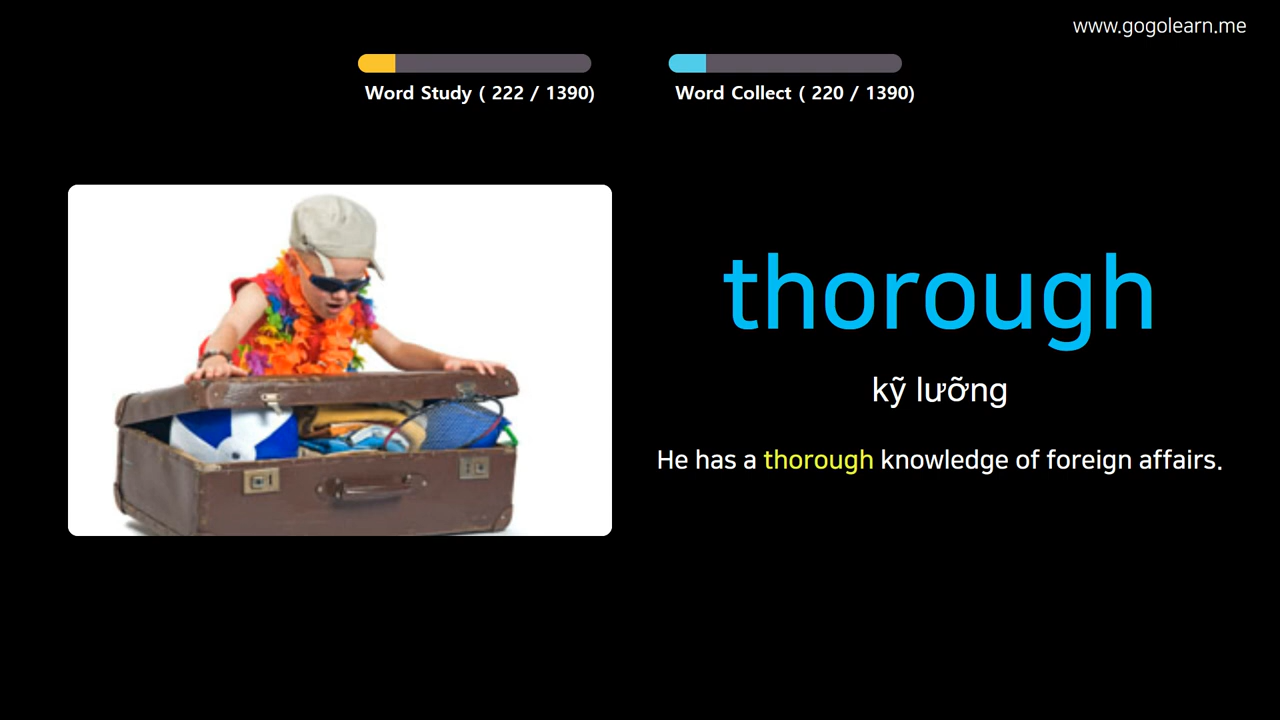 www.gogolearn.me
Word Study ( 222 / 1390)
Word Collect ( 220 / 1390)
thorough
kỹ lưỡng
He has a thorough knowledge of foreign affairs.